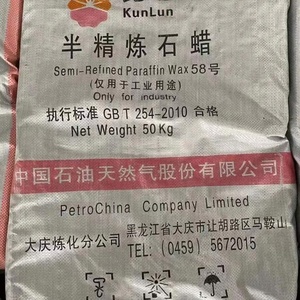 KunLun
半精炼石蜡
Semi-Refined Paraffin Wax 58号
(仅用于工业用途)
Only for industry
执行标准 GB T 254-2010 合格
Net Weight 50Kg
中国石油天然气股份有限公司
PetroChina Company Limited
大庆炼化分公司 黑龙江省大庆市让胡路区马鞍山
TEL: (0459) 5672015